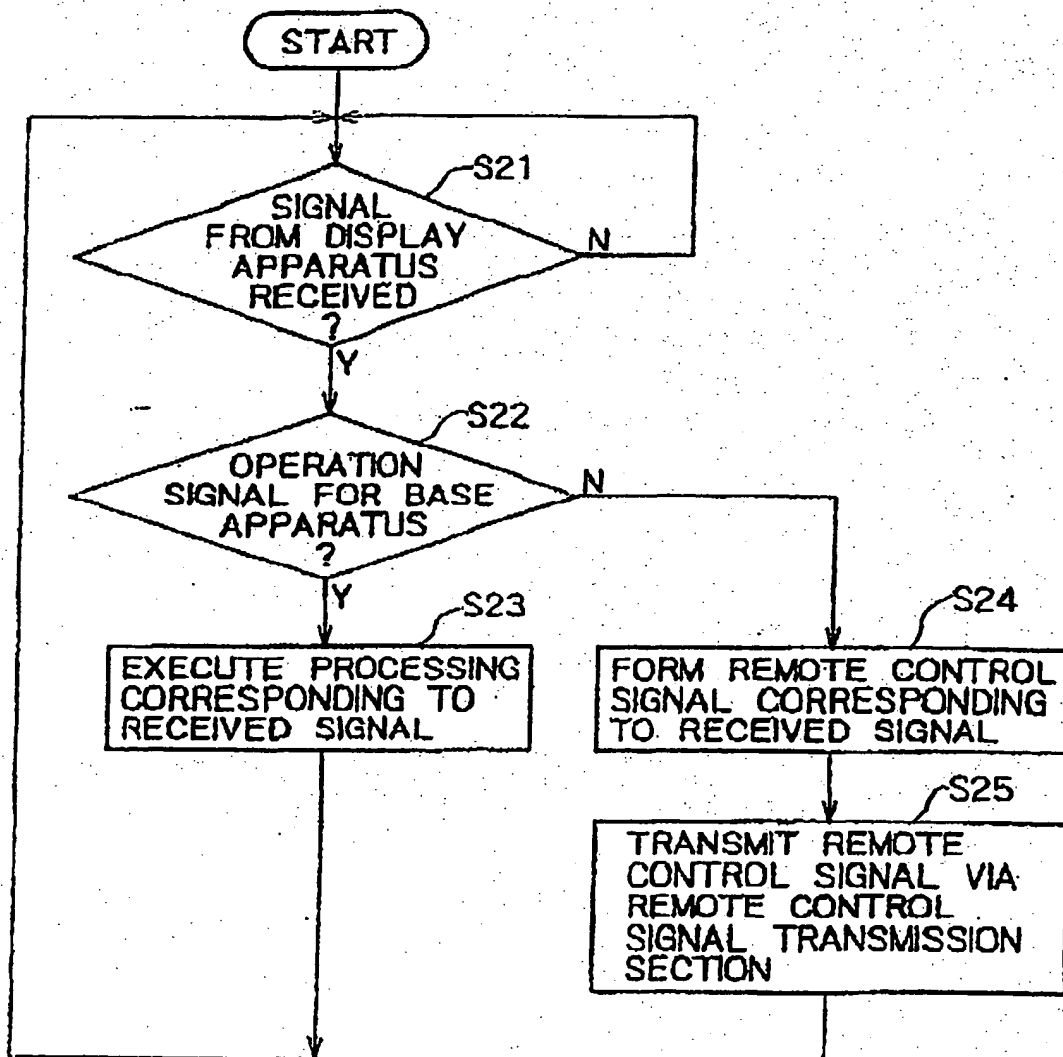 START
S21
SIGNAL
FROM DISPLAY
APPARATUS
RECEIVED
?
N
Y
S22
OPERATION
SIGNAL FOR BASE
APPARATUS
?
N
Y
S23
EXECUTE PROCESSING
CORRESPONDING TO
RECEIVED SIGNAL
S24
FORM REMOTE CONTROL
SIGNAL CORRESPONDING
TO RECEIVED SIGNAL
S25
TRANSMIT REMOTE
CONTROL SIGNAL VIA
REMOTE CONTROL
SIGNAL TRANSMISSION
SECTION